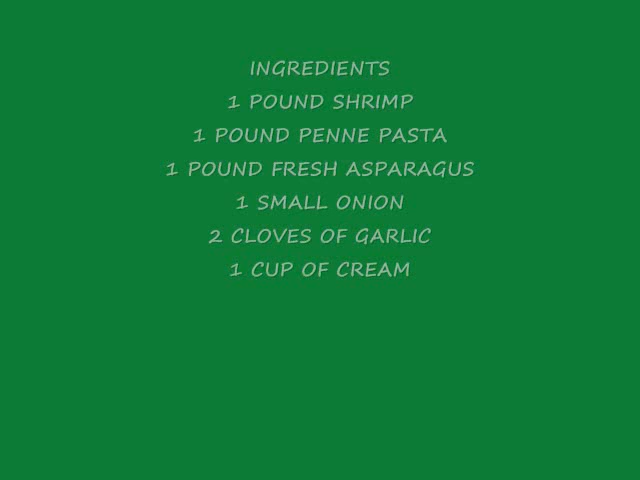 INGREDIENTS
1 POUND SHRIMP
1 POUND PENNE PASTA
1 POUND FRESH ASPARAGUS
1 SMALL ONION
2 CLOVES OF GARLIC
1 CUP OF CREAM